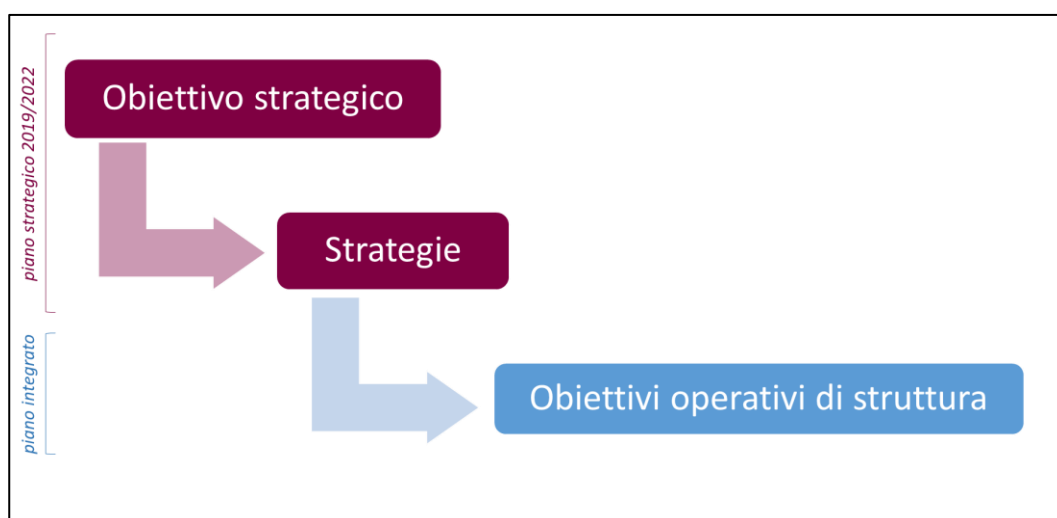 piano strategico 2019/2022
Obiettivo strategico
Strategie
piano integrato
Obiettivi operativi di struttura